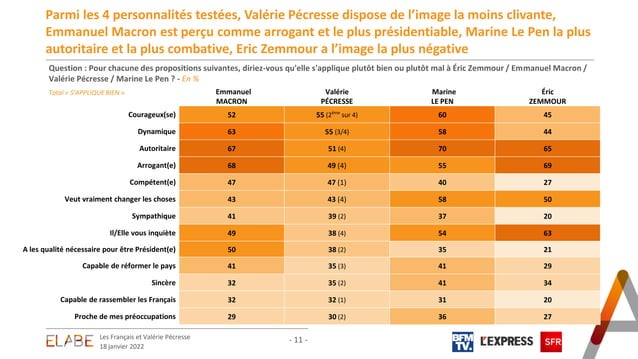 Parmi les 4 personnalités testées, Valérie Pécresse dispose de l'image la moins clivante,
Emmanuel Macron est perçu comme arrogant et le plus présidentiable, Marine Le Pen la plus
autoritaire et la plus combative, Eric Zemmour a l'image la plus négative
Question : Pour chacune des propositions suivantes, diriez-vous qu'elle s'applique plutôt bien ou plutôt mal à Éric Zemmour / Emmanuel Macron /
Valérie Pécresse / Marine Le Pen ? - En %
Total « S'APPLIQUE BIEN » Emmanuel MACRON Valérie PÉCRESSE Marine LE PEN Éric ZEMMOUR
Courageux(se) 52 55 (2ème sur 4) 60 45
Dynamique 63 55 (3/4) 58 44
Autoritaire 67 51 (4) 70 65
Arrogant(e) 68 49 (4) 55 69
Compétent(e) 47 47 (1) 40 27
Veut vraiment changer les choses 43 43 (4) 58 50
Sympathique 41 39 (2) 37 20
Il/Elle vous inquiète 49 38 (4) 54 63
A les qualité nécessaire pour être Président(e) 50 38 (2) 35 21
Capable de réformer le pays 41 35 (3) 41 29
Sincère 32 35 (2) 41 34
Capable de rassembler les Français 32 32 (1) 31 20
Proche de mes préoccupations 29 30 (2) 36 27
ELABE
Les Français et Valérie Pécresse
18 janvier 2022
- 11 -
BFM
TV.
L'EXPRESS
SFR